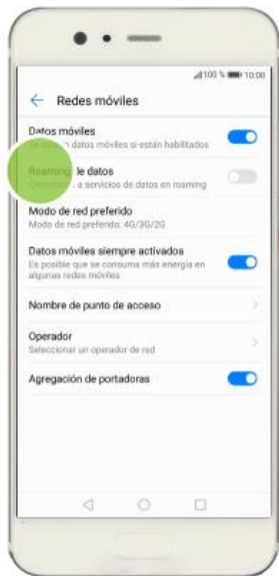 100 % 10:00
Redes móviles
Datos móviles
datos móviles si están habilitados
Roaming de datos
a servicios de datos en roaming
Modo de red preferido
Modo de red preferido: 4G/3G/2G
Datos móviles siempre activados
Es posible que se consuma más energía en
algunas redes móviles
Nombre de punto de acceso
Operador
Seleccionar un operador de red
Agregación de portadoras